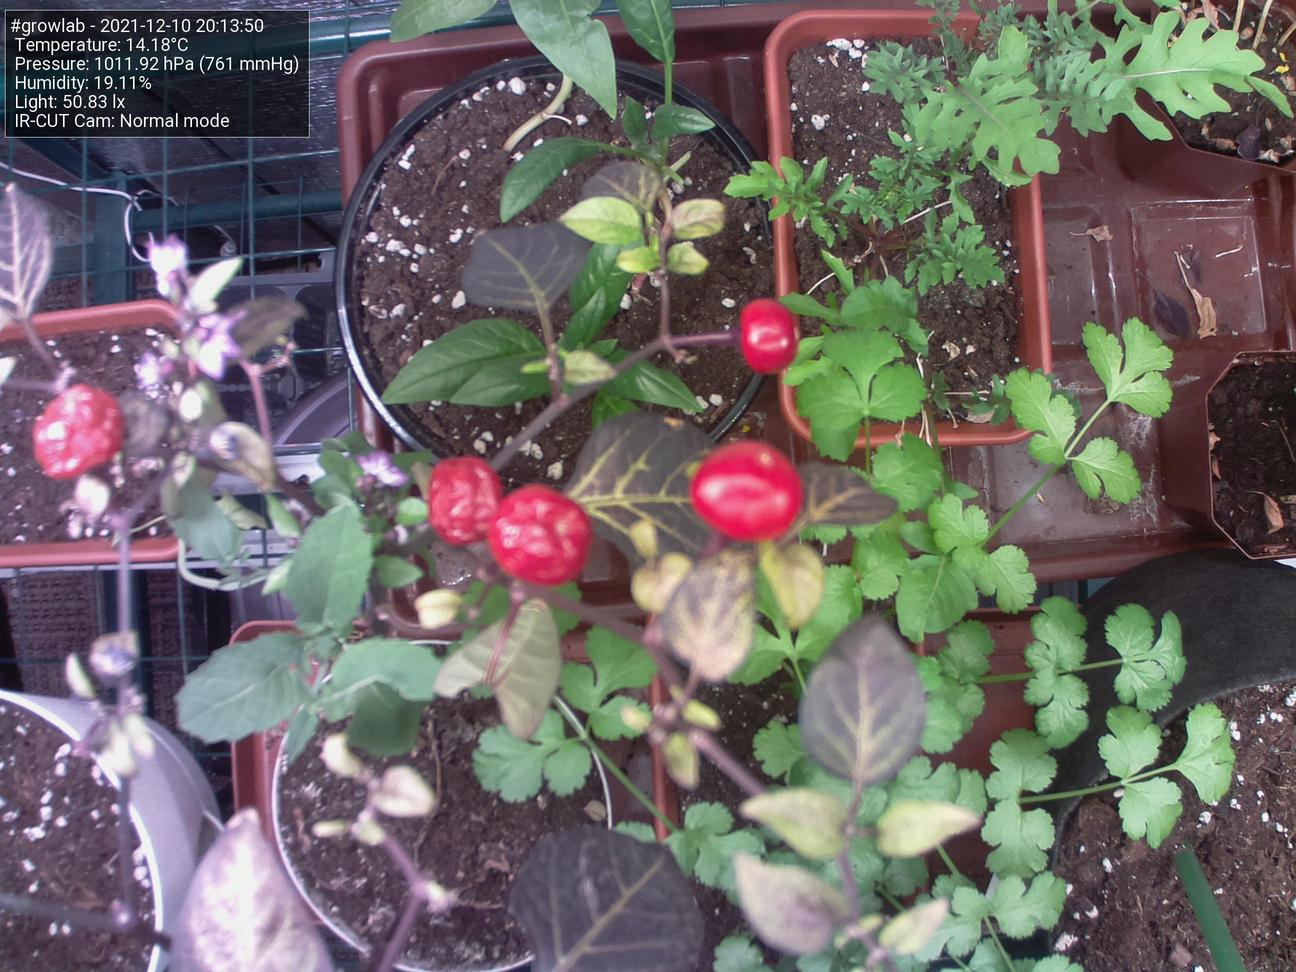 #growlab - 2021-12-10 20:13:50
Temperature: 14.18°C
Pressure: 1011.92 hPa (761 mmHg)
Humidity: 19.11%
Light: 50.83 lx
IR-CUT Cam: Normal mode